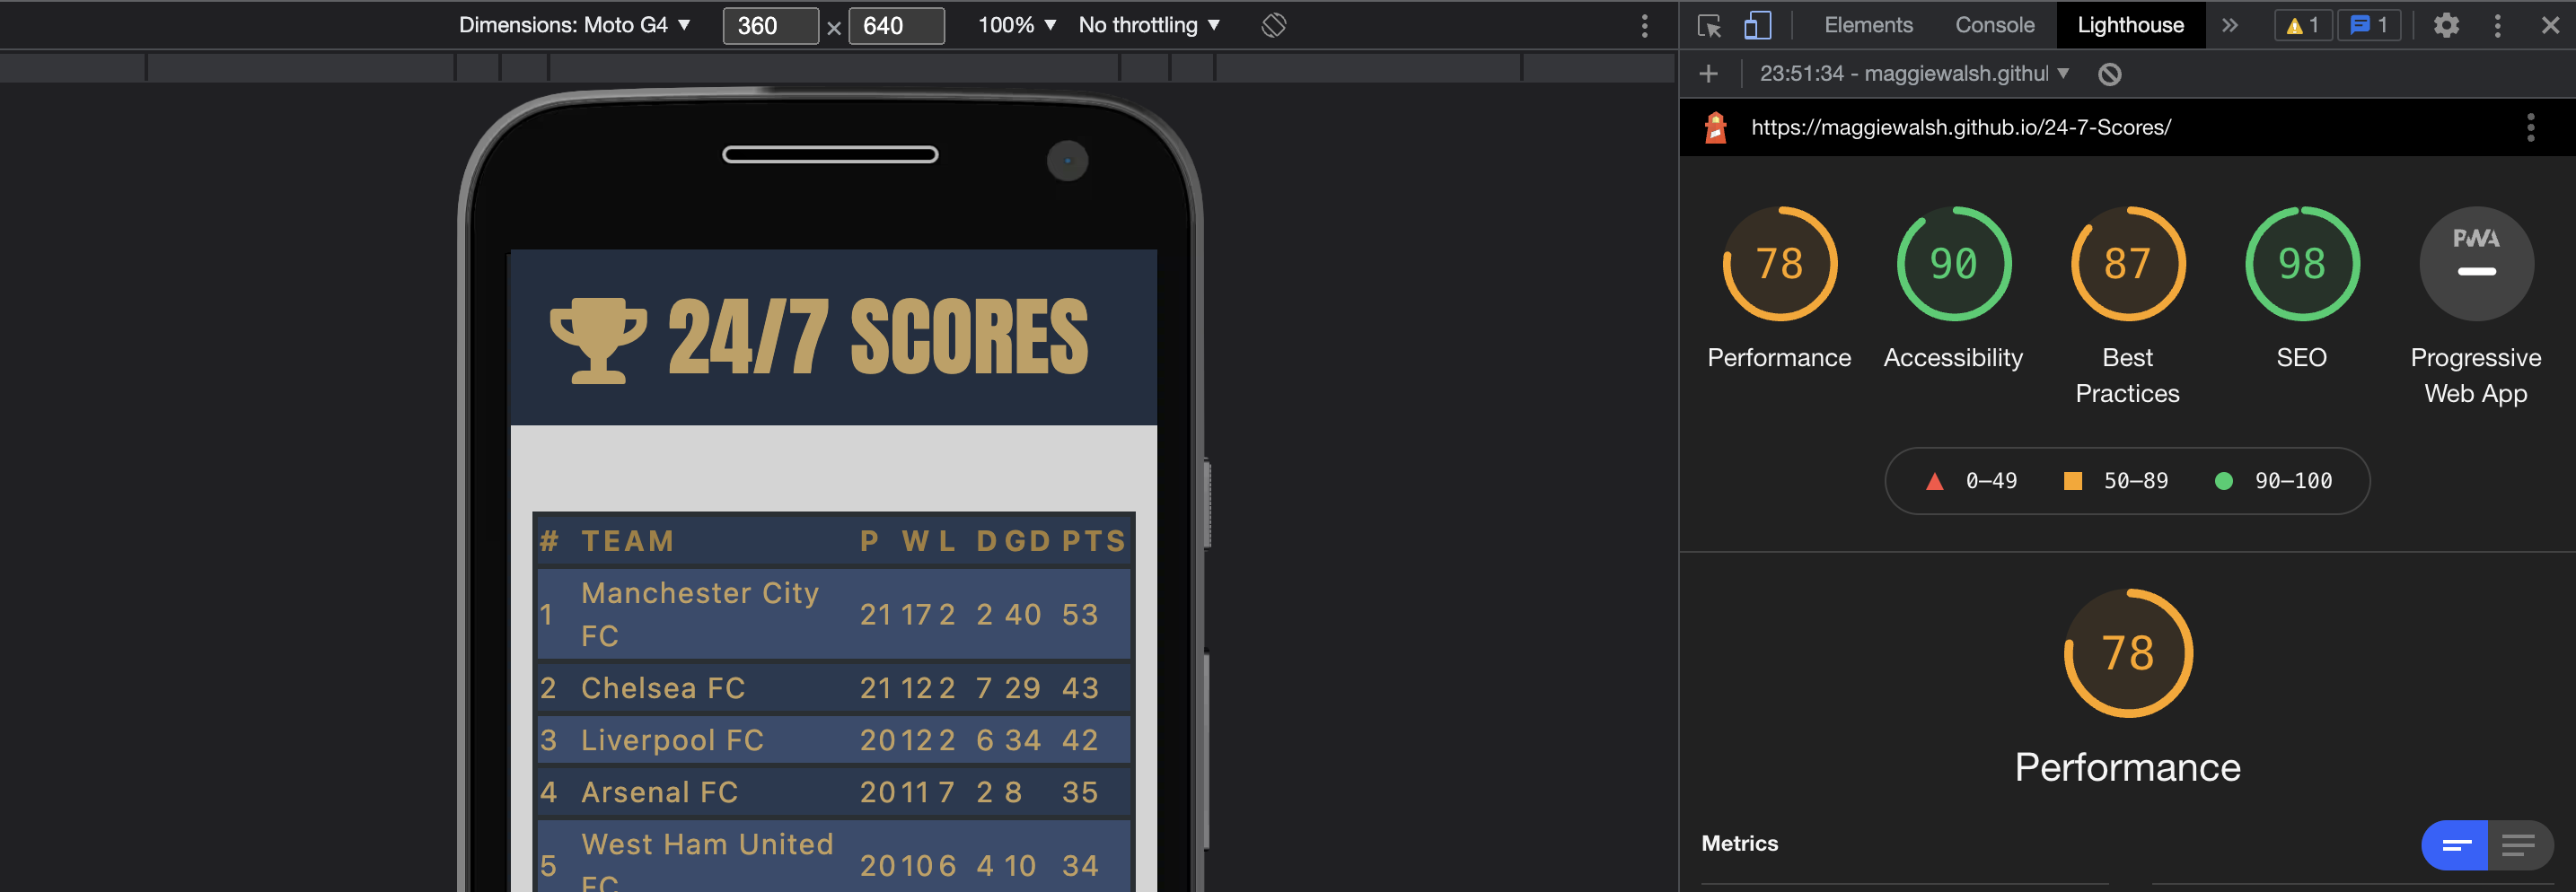 Dimensions: Moto G4 ▼ 360 × 640 100% ▼ No throttling ▼
Elements Console Lighthouse » 1 1
+ 23:51:34 - maggiewalsh.githul ▼
https://maggiewalsh.github.io/24-7-Scores/
24/7 SCORES
# TEAM P W L D GD PTS
1 Manchester City FC 21 17 2 2 40 53
2 Chelsea FC 21 12 2 7 29 43
3 Liverpool FC 20 12 2 6 34 42
4 Arsenal FC 20 11 7 2 8 35
5 West Ham United FC 20 10 6 4 10 34
78 90 87 98 PWA
Performance Accessibility Best Practices SEO Progressive Web App
0–49 50–89 90–100
78
Performance
Metrics